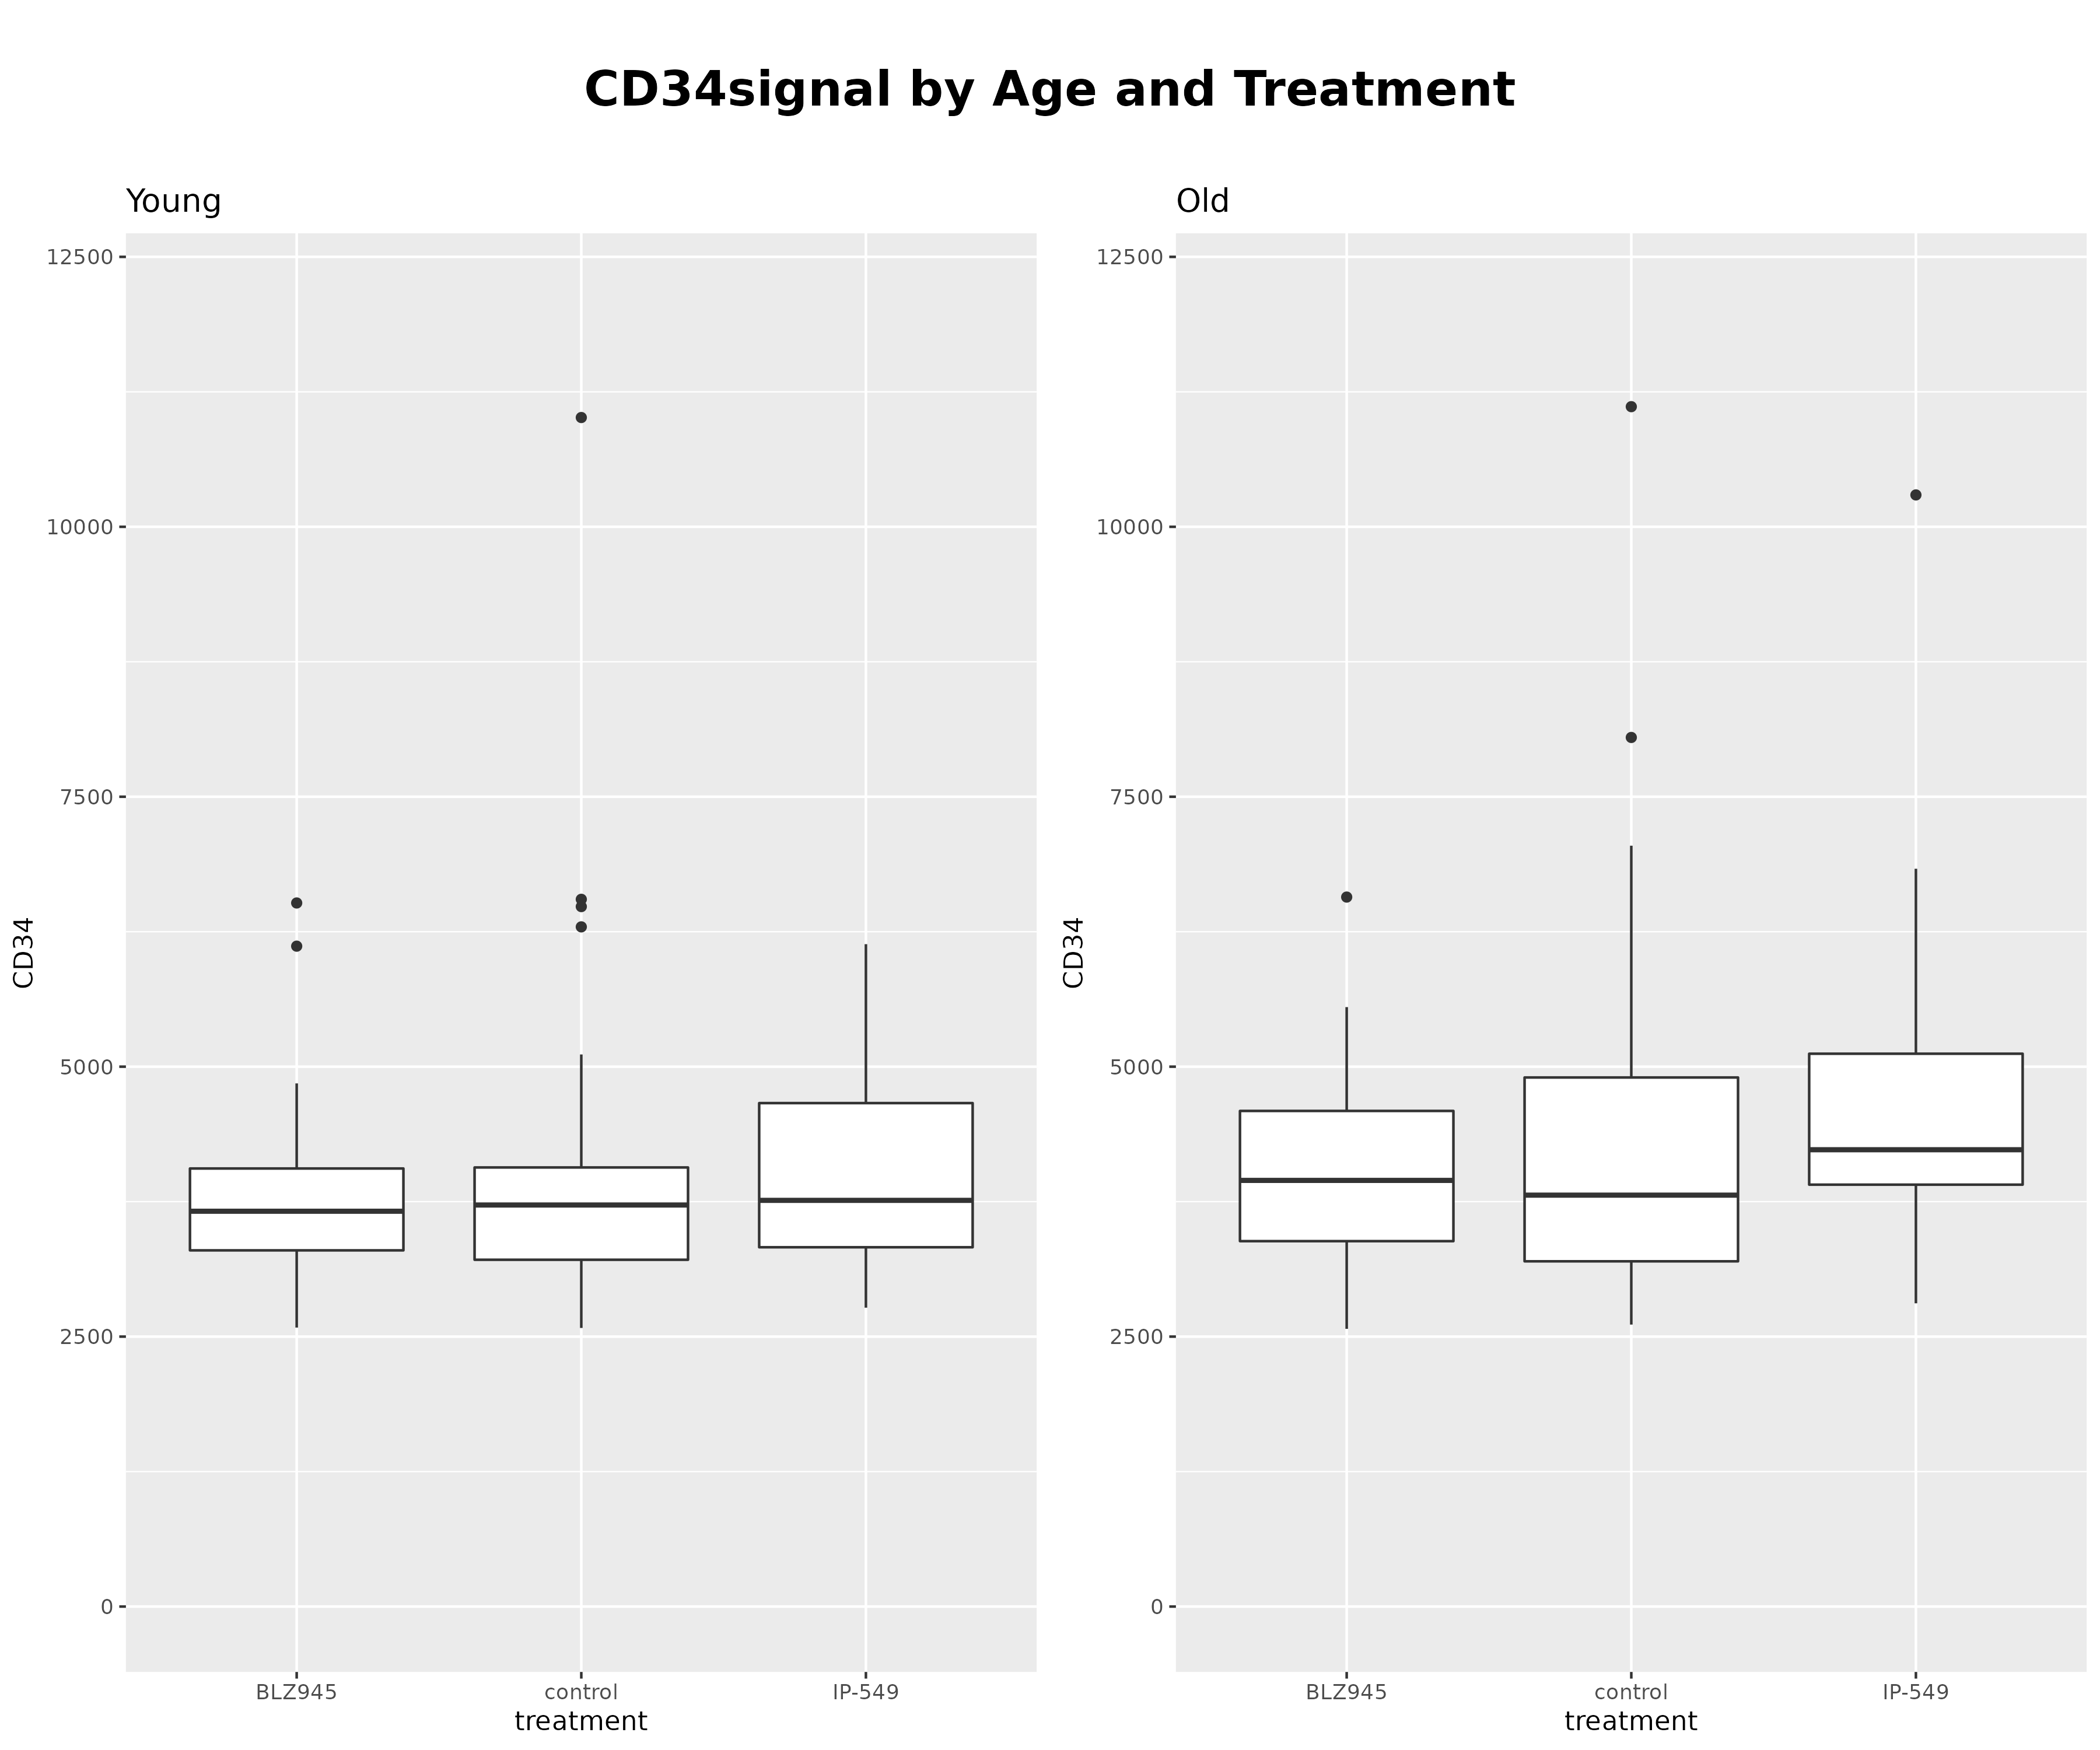 CD34signal by Age and Treatment
Young
12500
10000
7500
5000
2500
0
CD34
BLZ945 control IP-549
treatment
Old
12500
10000
7500
5000
2500
0
CD34
BLZ945 control IP-549
treatment